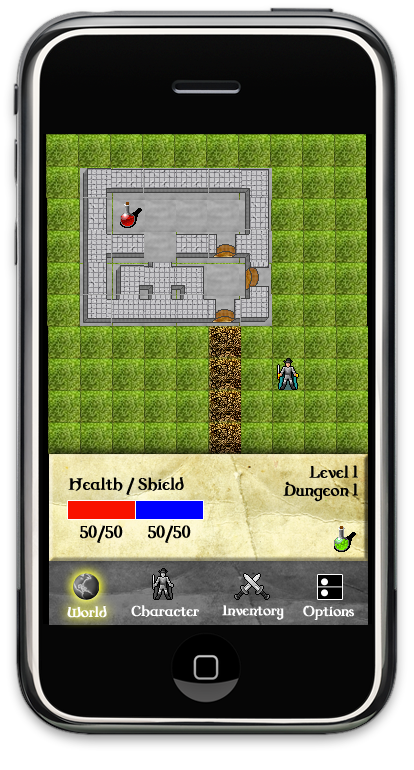 Level 1
Dungeon 1
Health / Shield
50/50 50/50
World Character Inventory Options